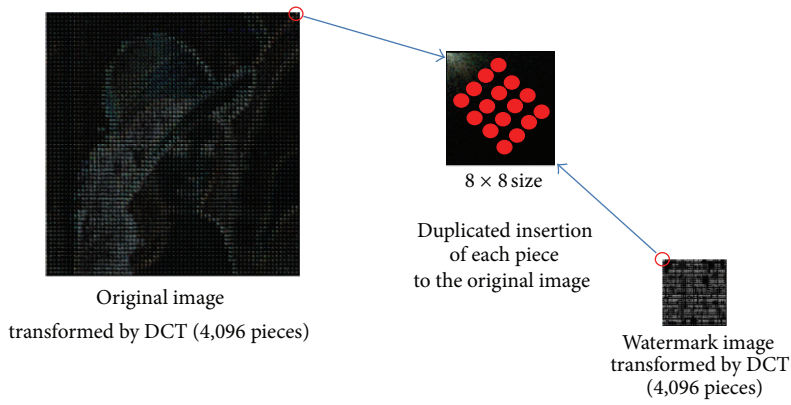 8 × 8 size
Duplicated insertion
of each piece
to the original image
Original image
transformed by DCT (4,096 pieces)
Watermark image
transformed by DCT
(4,096 pieces)